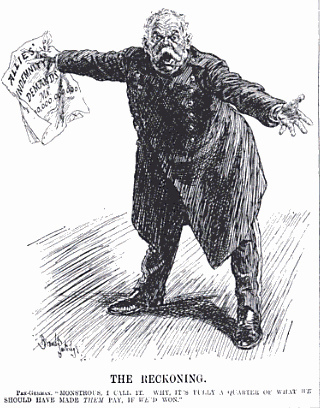 ALLIES'
INDEMNITY
DEMANDS
THE RECKONING.
PAN-GERMAN. "MONSTROUS, I CALL IT. WHY, IT'S FULLY A QUARTER OF WHAT WE
SHOULD HAVE MADE THEM PAY, IF WE'D WON."